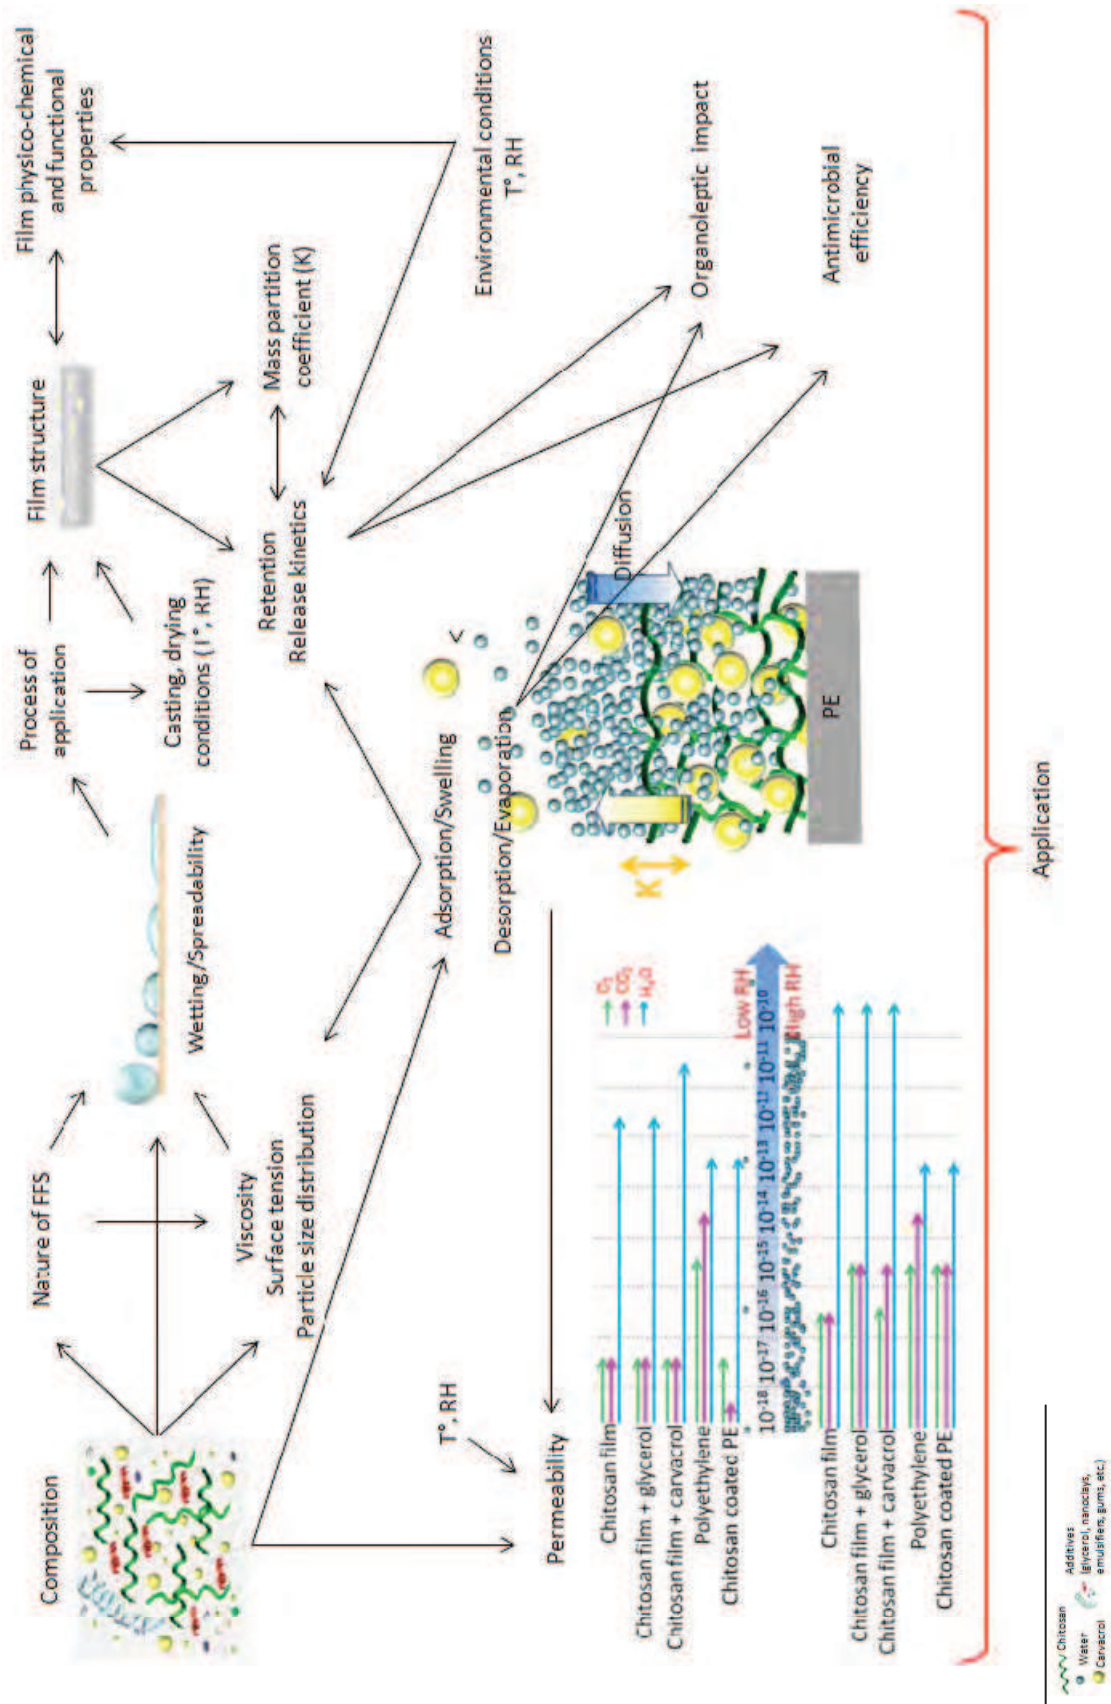 Composition
Nature of FFS
Viscosity
Surface tension
Particle size distribution
Wetting/Spreadability
Process of
application
Casting, drying
conditions (T°, RH)
Film structure
Film physico-chemical
and functional
properties
Retention
Release kinetics
Mass partition
coefficient (K)
Environmental conditions
T°, RH
Adsorption/Swelling
Desorption/Evaporation
T°, RH
Permeability
K
Diffusion
PE
Organoleptic impact
Antimicrobial
efficiency
Chitosan film
Chitosan film + glycerol
Chitosan film + carvacrol
Polyethylene
Chitosan coated PE
O₂
CO₂
H₂O
Low RH
10⁻¹⁸ 10⁻¹⁷ 10⁻¹⁶ 10⁻¹⁵ 10⁻¹⁴ 10⁻¹³ 10⁻¹² 10⁻¹¹ 10⁻¹⁰
High RH
Chitosan film
Chitosan film + glycerol
Chitosan film + carvacrol
Polyethylene
Chitosan coated PE
Application
Chitosan
Water
Carvacrol
Additives
(glycerol, nanoclays,
emulsifiers, gums, etc.)